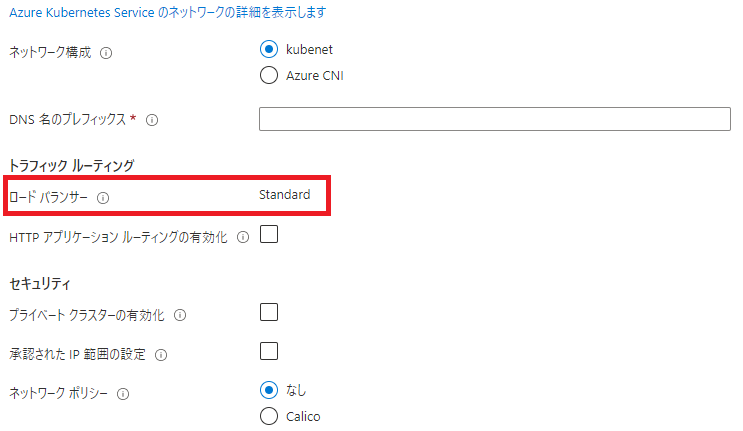 Azure Kubernetes Service のネットワークの詳細を表示します
ネットワーク構成
kubenet
Azure CNI
DNS 名のプレフィックス *
トラフィック ルーティング
ロード バランサー Standard
HTTP アプリケーション ルーティングの有効化
セキュリティ
プライベート クラスターの有効化
承認された IP 範囲の設定
ネットワーク ポリシー
なし
Calico